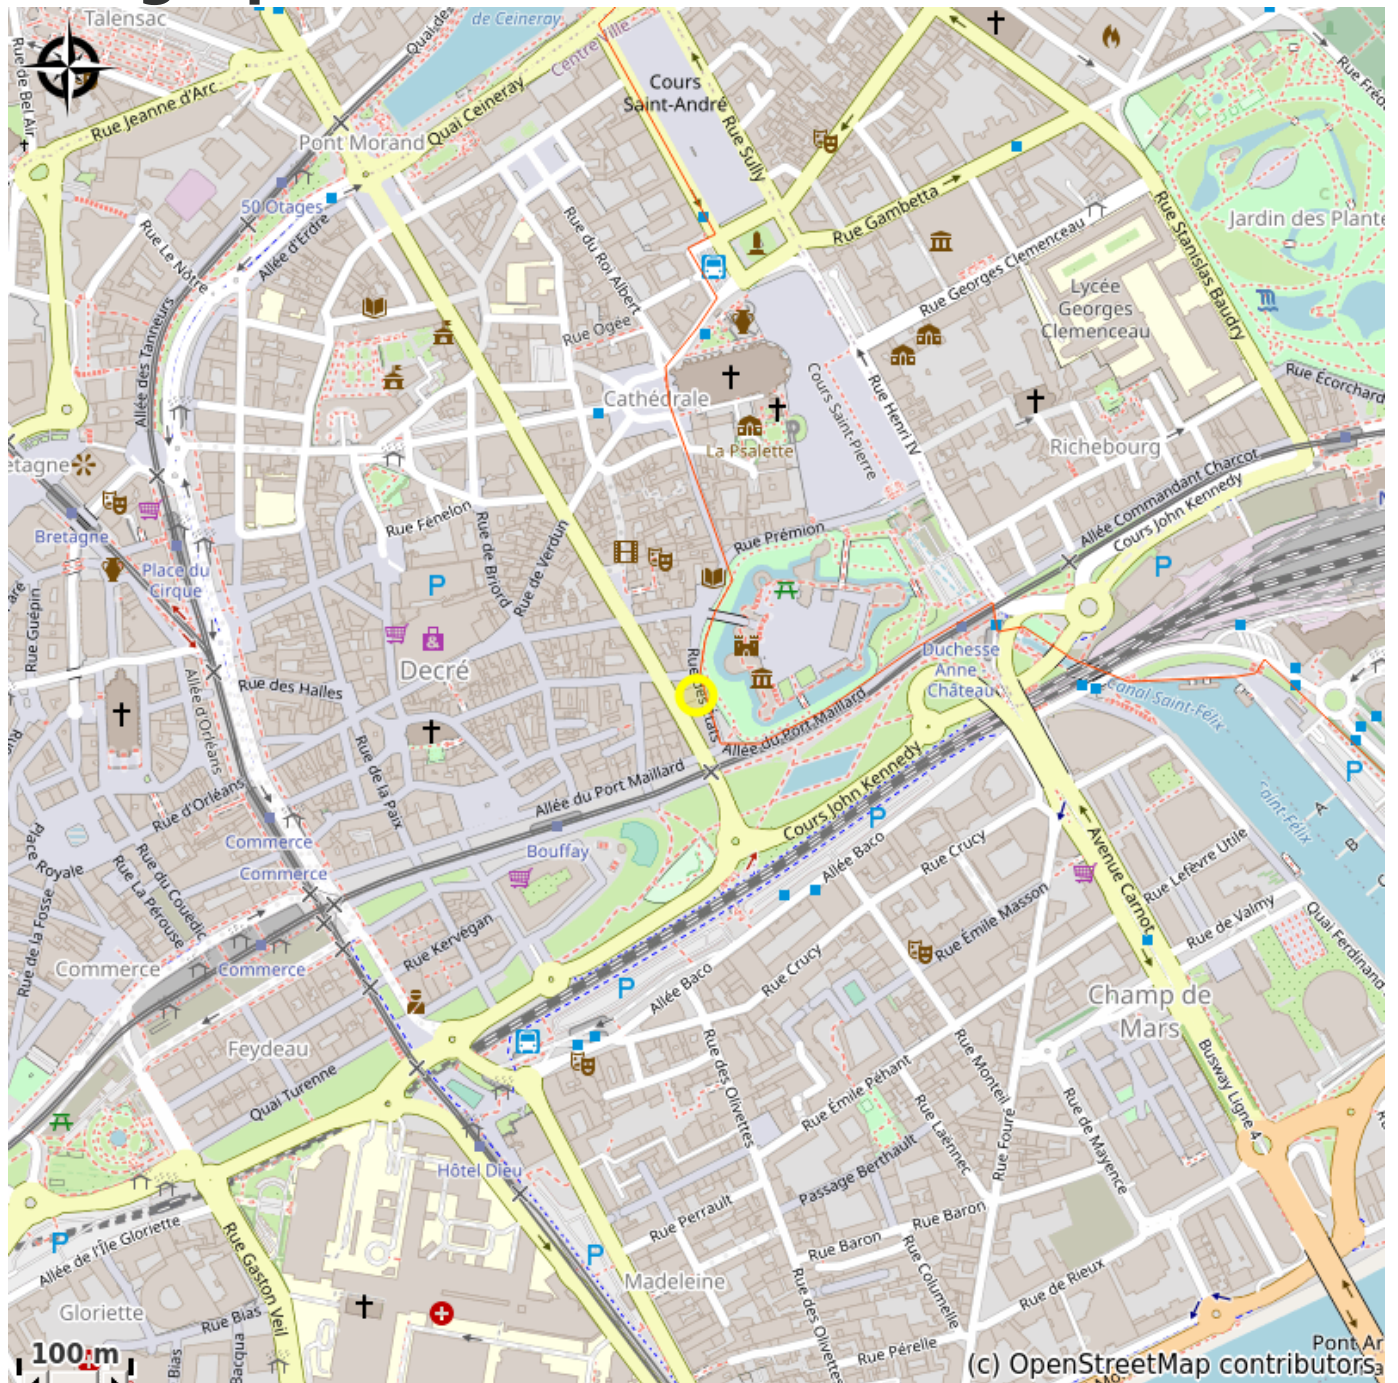 Talensac
de Ceineray
Quai des
Centre Ville
Rue de Bel Air
Rue Jeanne d'Arc
Pont Morand
Quai Ceineray
Cours
Saint-André
Rue Sully
Rue Gambetta
Rue Stanislas Baudry
Jardin des Plante
50 Otages
Allée d'Erdre
Rue Le Nôtre
Rue du Roi Albert
Rue Georges Clemenceau
Lycée
Georges
Clemenceau
Allée des Tanneurs
Rue Ogée
Cathédrale
La Psalette
Cours Saint-Pierre
Rue Henri IV
Rue Écorchard
Richebourg
etagne
Bretagne
Rue Fénelon
Rue de Briord
Rue de Verdun
Rue Prémion
Allée Commandant Charcot
Cours John Kennedy
Place du
Cirque
Rue Guépin
Decré
Rue des Halles
Allée d'Orléans
Duchesse
Anne
Château
Canal Saint-Félix
Saint-Félix
Allée du Port Maillard
Allée du Port Maillard
Cours John Kennedy
Rue de la Paix
Rue d'Orléans
Commerce
Commerce
Bouffay
Place Royale
Rue du Couëdic
Rue La Pérouse
Rue de la Fosse
Commerce
Commerce
Rue Kervégan
Allée Baco
Rue Crucy
Avenue Carnot
Rue Lefèvre Utile
Rue de Valmy
Quai Ferdinand
A
B
Rue Émile Masson
Allée Baco
Rue Crucy
Champ de
Mars
Feydeau
Quai Turenne
Rue des Olivettes
Rue Émile Péhant
Rue Monteil
Rue Fouré
Rue Laënnec
Rue de Mayence
Busway Ligne 4
Hôtel Dieu
Passage Berthault
Rue Perrault
Rue Baron
Rue Baron
Rue Columelle
Rue de Rieux
Allée de l'Île Gloriette
Rue Gaston Veil
Madeleine
Gloriette
Rue Bias
Rue des Olivettes
Rue Pérelle
Pont Ar
100 m
(c) OpenStreetMap contributors